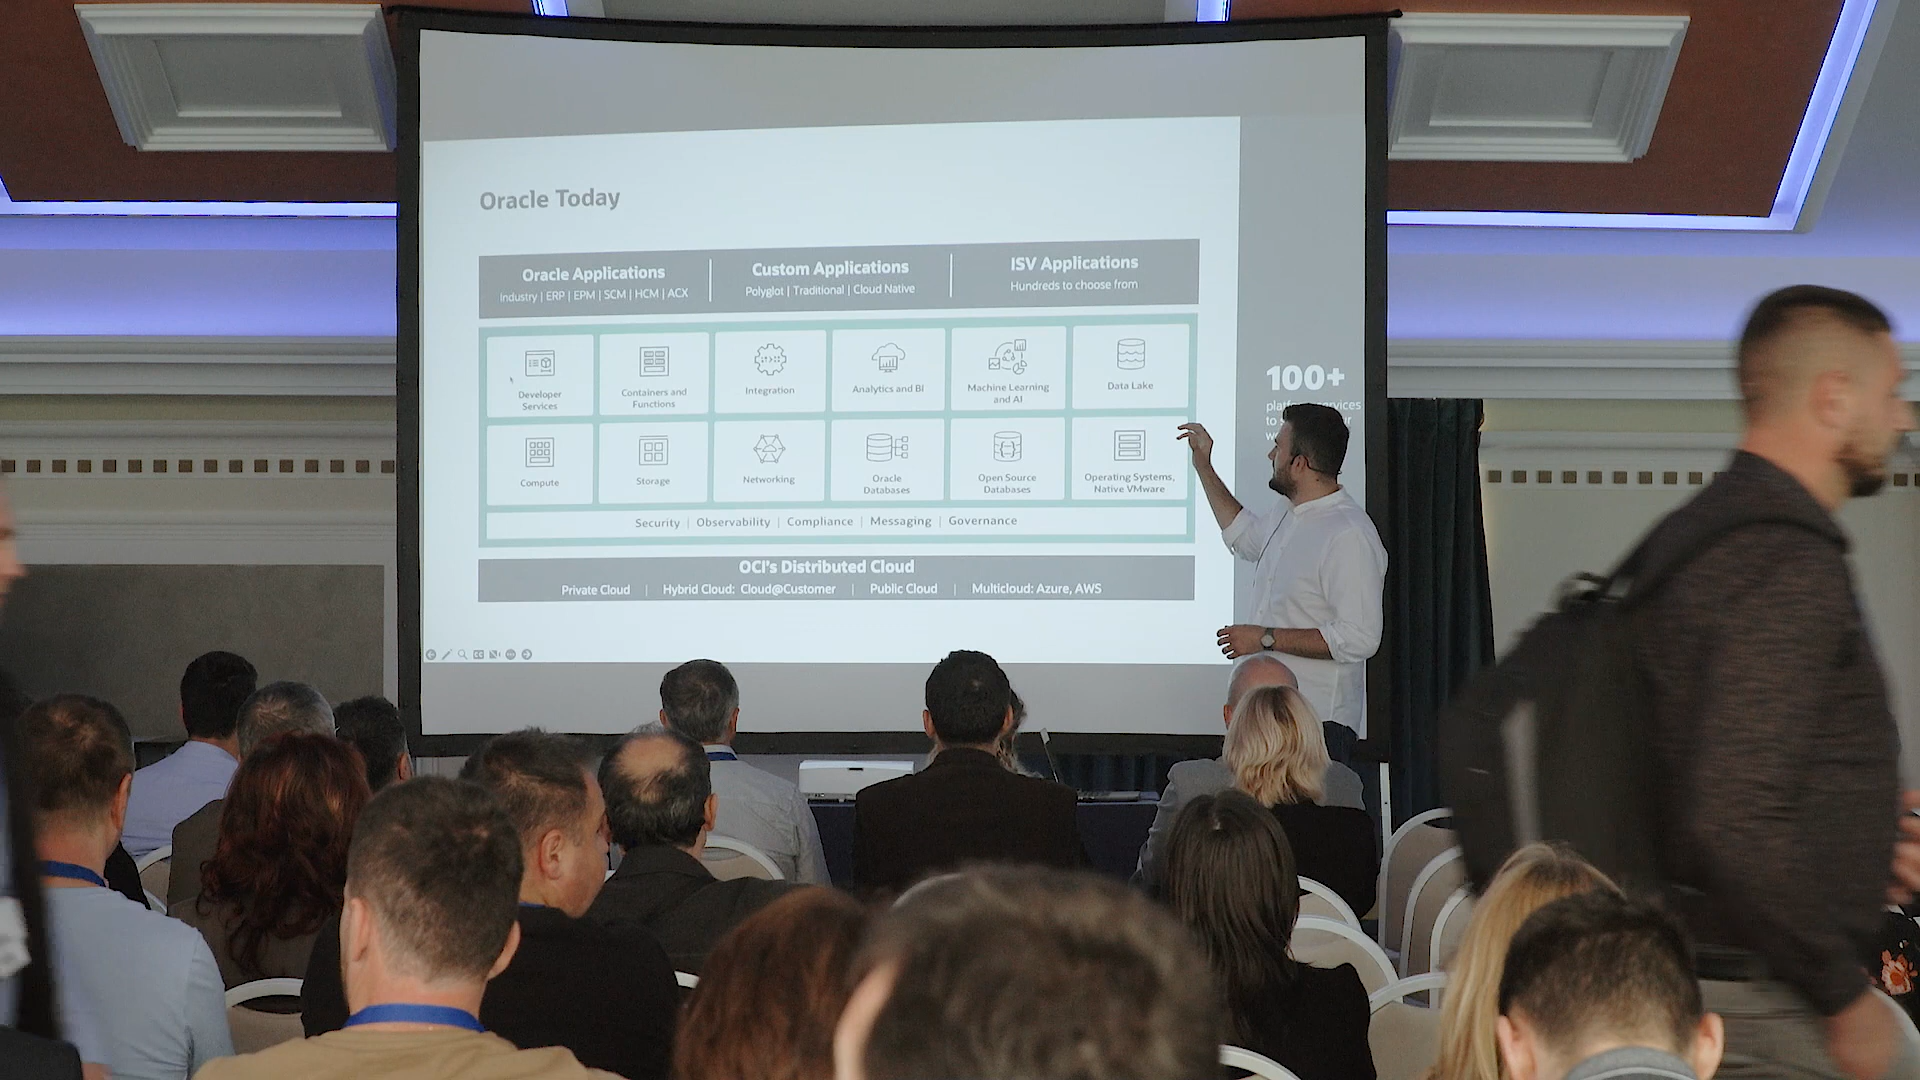 Oracle Today
Oracle Applications
Industry | ERP | EPM | SCM | HCM | ACX
Custom Applications
Polyglot | Traditional | Cloud Native
ISV Applications
Hundreds to choose from
Developer
Services
Containers and
Functions
Integration
Analytics and BI
Machine Learning
and AI
Data Lake
Compute
Storage
Networking
Oracle
Databases
Open Source
Databases
Operating Systems,
Native VMware
Security | Observability | Compliance | Messaging | Governance
OCI's Distributed Cloud
Private Cloud | Hybrid Cloud: Cloud@Customer | Public Cloud | Multicloud: Azure, AWS
100+
to